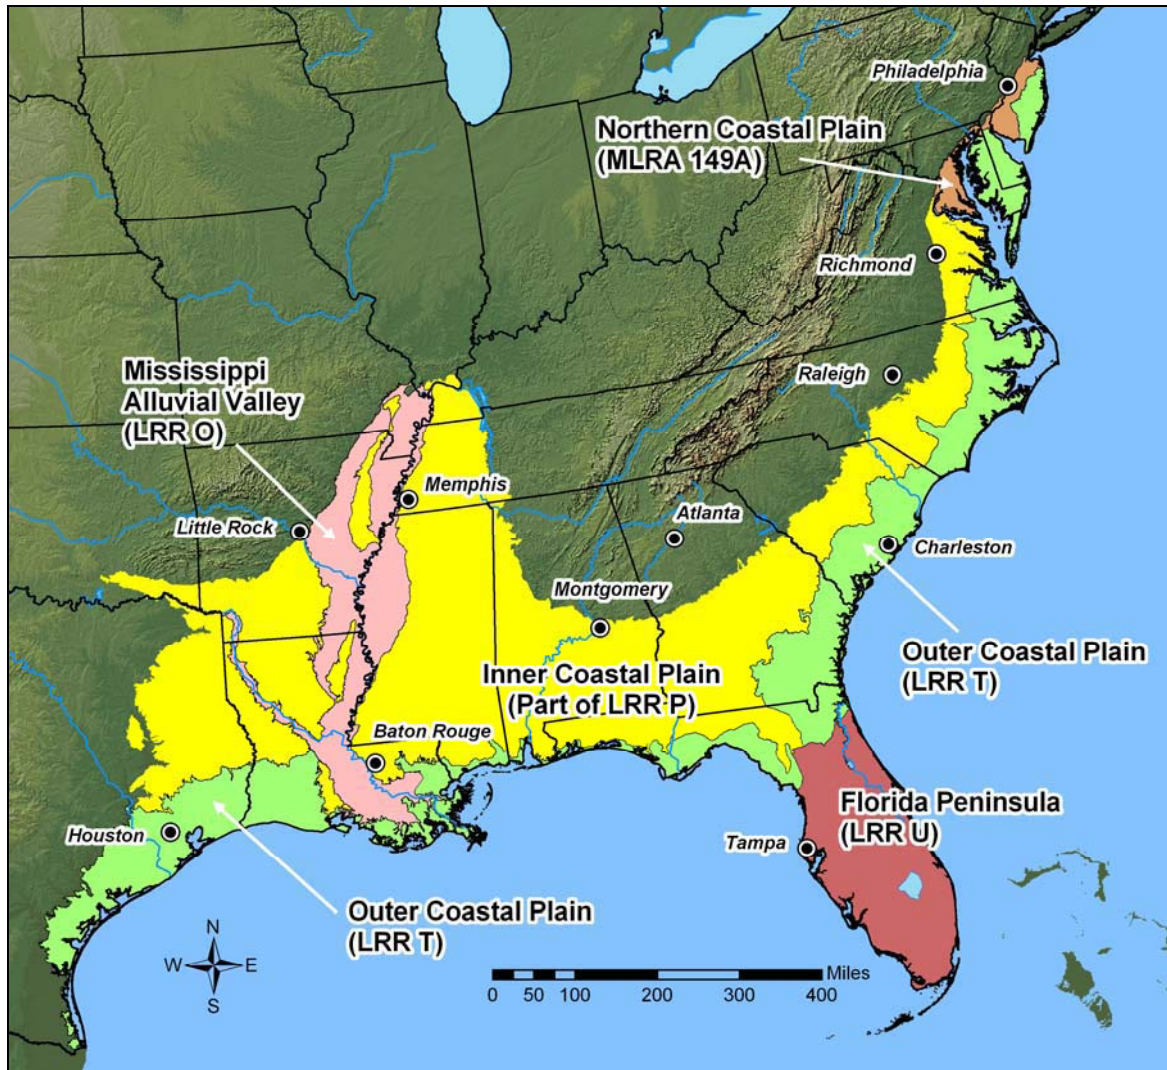 Philadelphia
Northern Coastal Plain
(MLRA 149A)
Richmond
Raleigh
Mississippi
Alluvial Valley
(LRR O)
Memphis
Little Rock
Atlanta
Charleston
Montgomery
Outer Coastal Plain
(LRR T)
Inner Coastal Plain
(Part of LRR P)
Baton Rouge
Florida Peninsula
(LRR U)
Houston
Tampa
Outer Coastal Plain
(LRR T)
N
W E
S
Miles
0 50 100 200 300 400